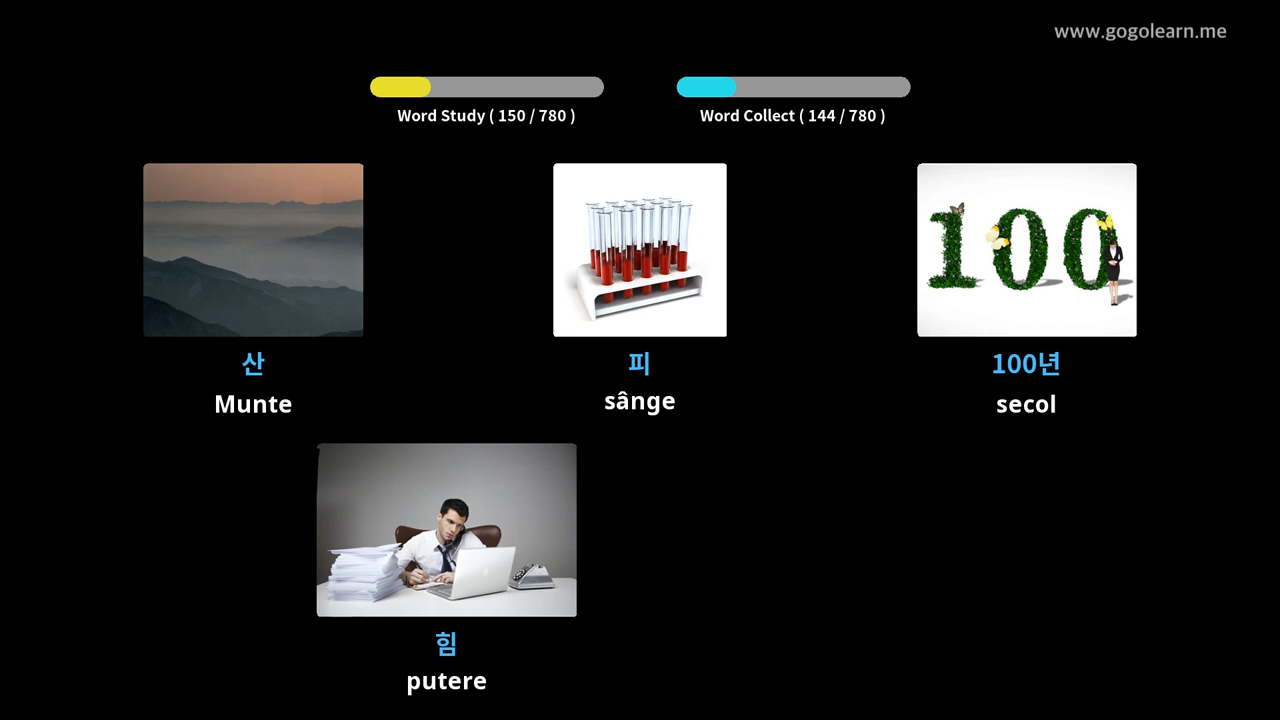 www.gogolearn.me
Word Study ( 150 / 780 )
Word Collect ( 144 / 780 )
100
산
피
100년
Munte
sânge
secol
힘
putere